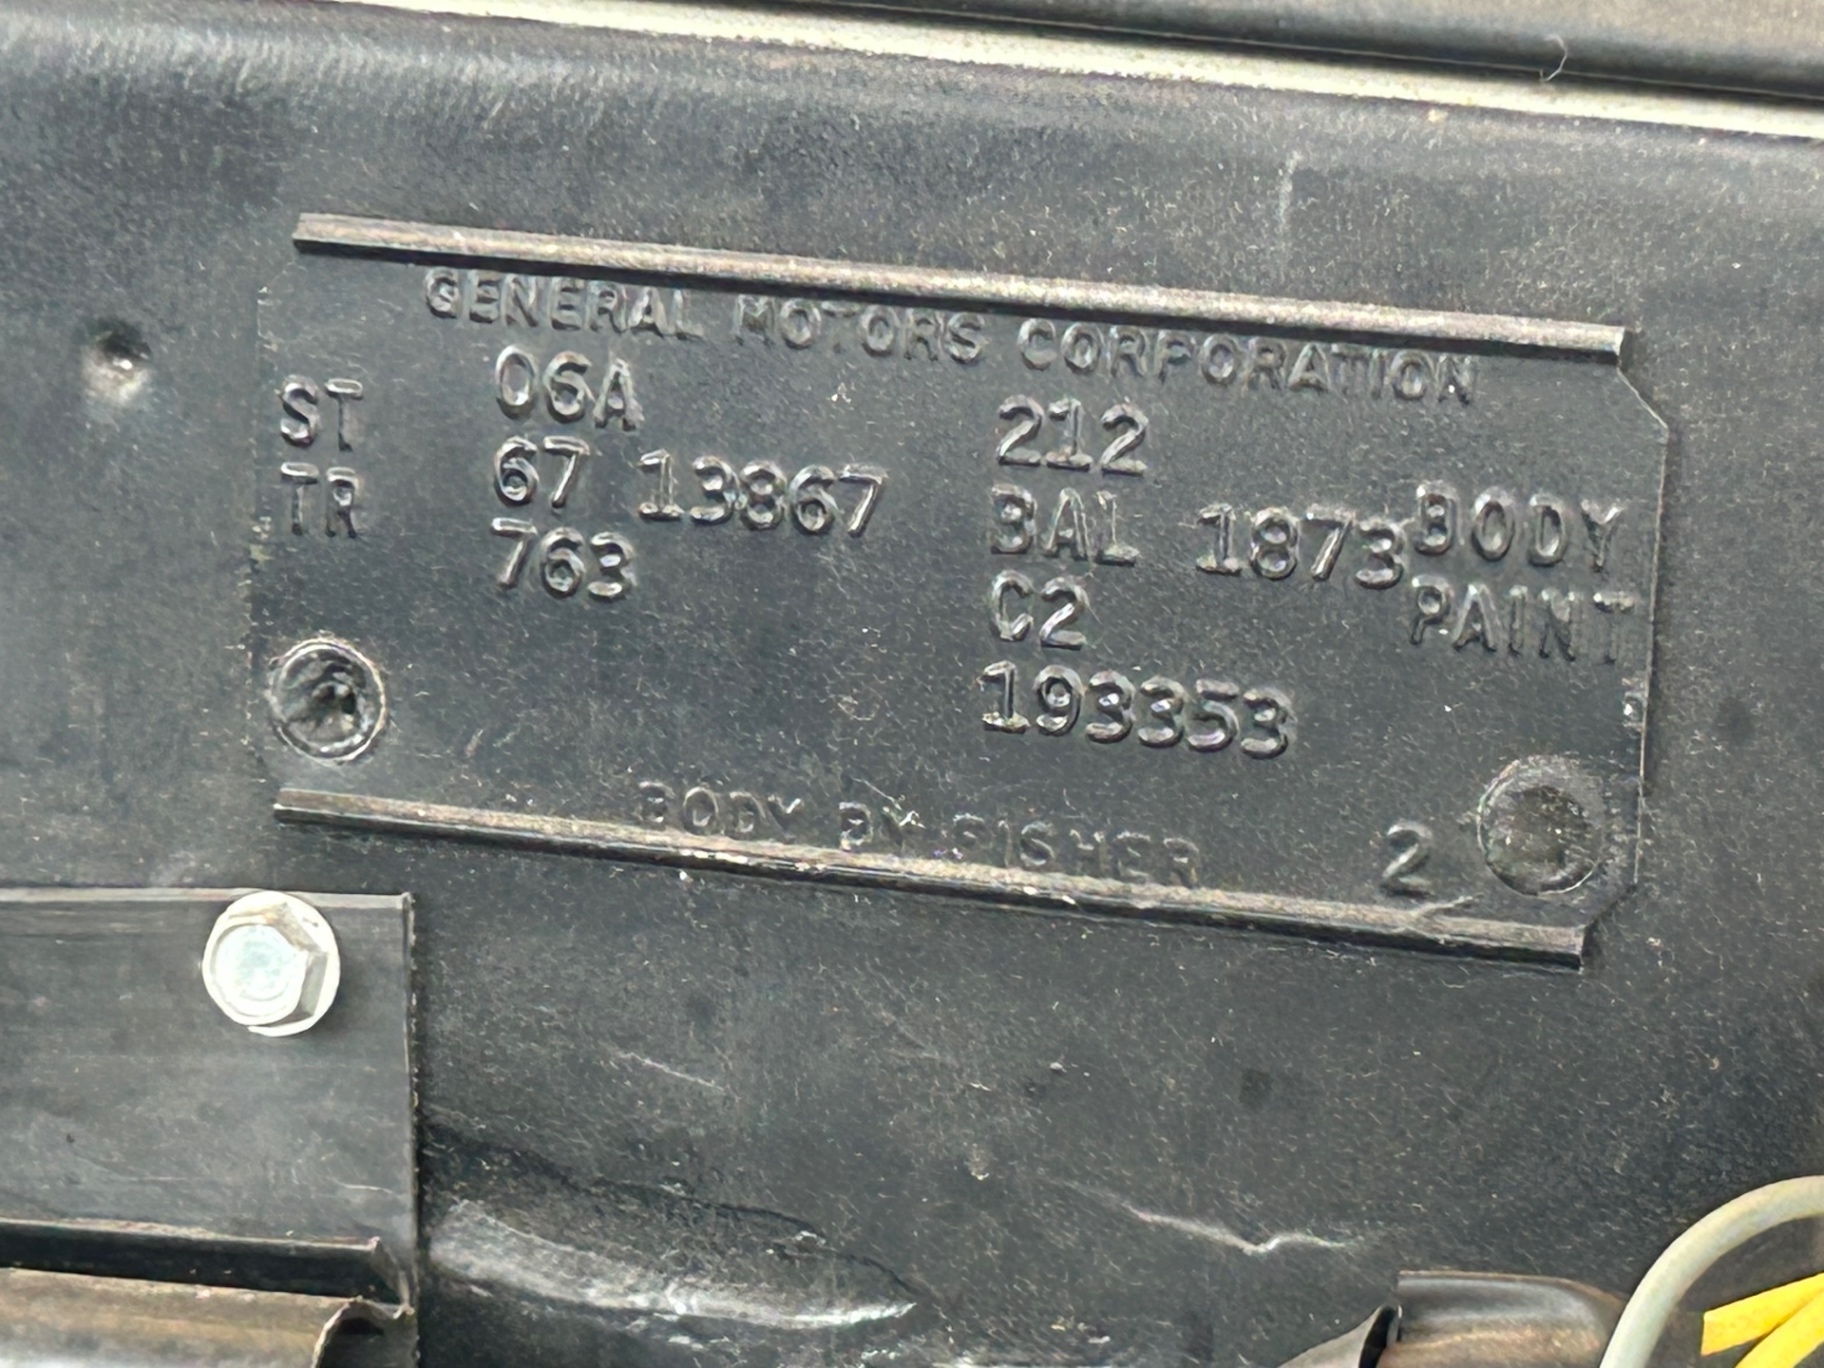 GENERAL MOTORS CORPORATION
06A 212
ST 67 13867 BAL 1873 BODY
TR 763 C2 PAINT
193353
BODY BY FISHER 2